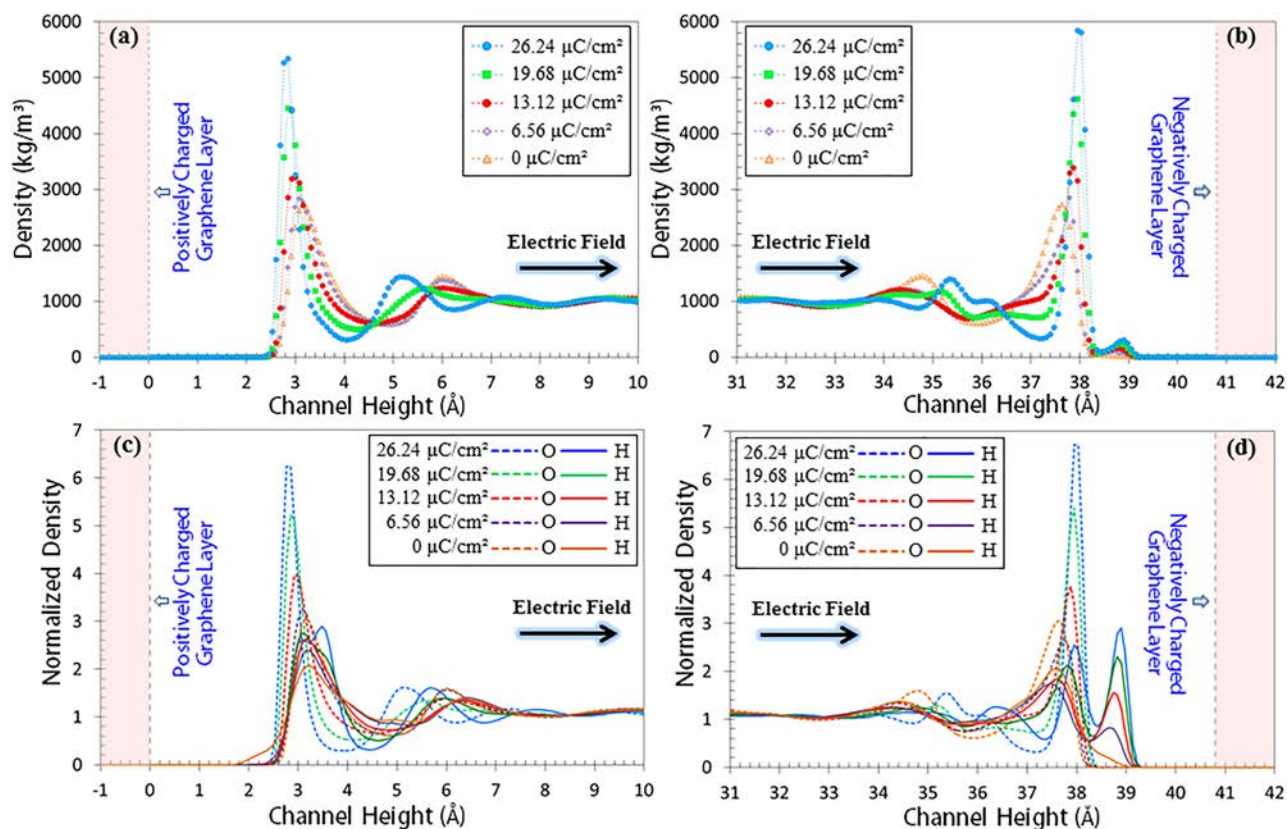 (a)
Density (kg/m³)
6000
5000
4000
3000
2000
1000
0
Positively Charged
Graphene Layer
26.24 µC/cm²
19.68 µC/cm²
13.12 µC/cm²
6.56 µC/cm²
0 µC/cm²
Electric Field
-1 0 1 2 3 4 5 6 7 8 9 10
Channel Height (Å)
(b)
Density (kg/m³)
6000
5000
4000
3000
2000
1000
0
26.24 µC/cm²
19.68 µC/cm²
13.12 µC/cm²
6.56 µC/cm²
0 µC/cm²
Negatively Charged
Graphene Layer
Electric Field
31 32 33 34 35 36 37 38 39 40 41 42
Channel Height (Å)
(c)
Normalized Density
7
6
5
4
3
2
1
0
Positively Charged
Graphene Layer
26.24 µC/cm² O H
19.68 µC/cm² O H
13.12 µC/cm² O H
6.56 µC/cm² O H
0 µC/cm² O H
Electric Field
-1 0 1 2 3 4 5 6 7 8 9 10
Channel Height (Å)
(d)
Normalized Density
7
6
5
4
3
2
1
0
26.24 µC/cm² O H
19.68 µC/cm² O H
13.12 µC/cm² O H
6.56 µC/cm² O H
0 µC/cm² O H
Negatively Charged
Graphene Layer
Electric Field
31 32 33 34 35 36 37 38 39 40 41 42
Channel Height (Å)